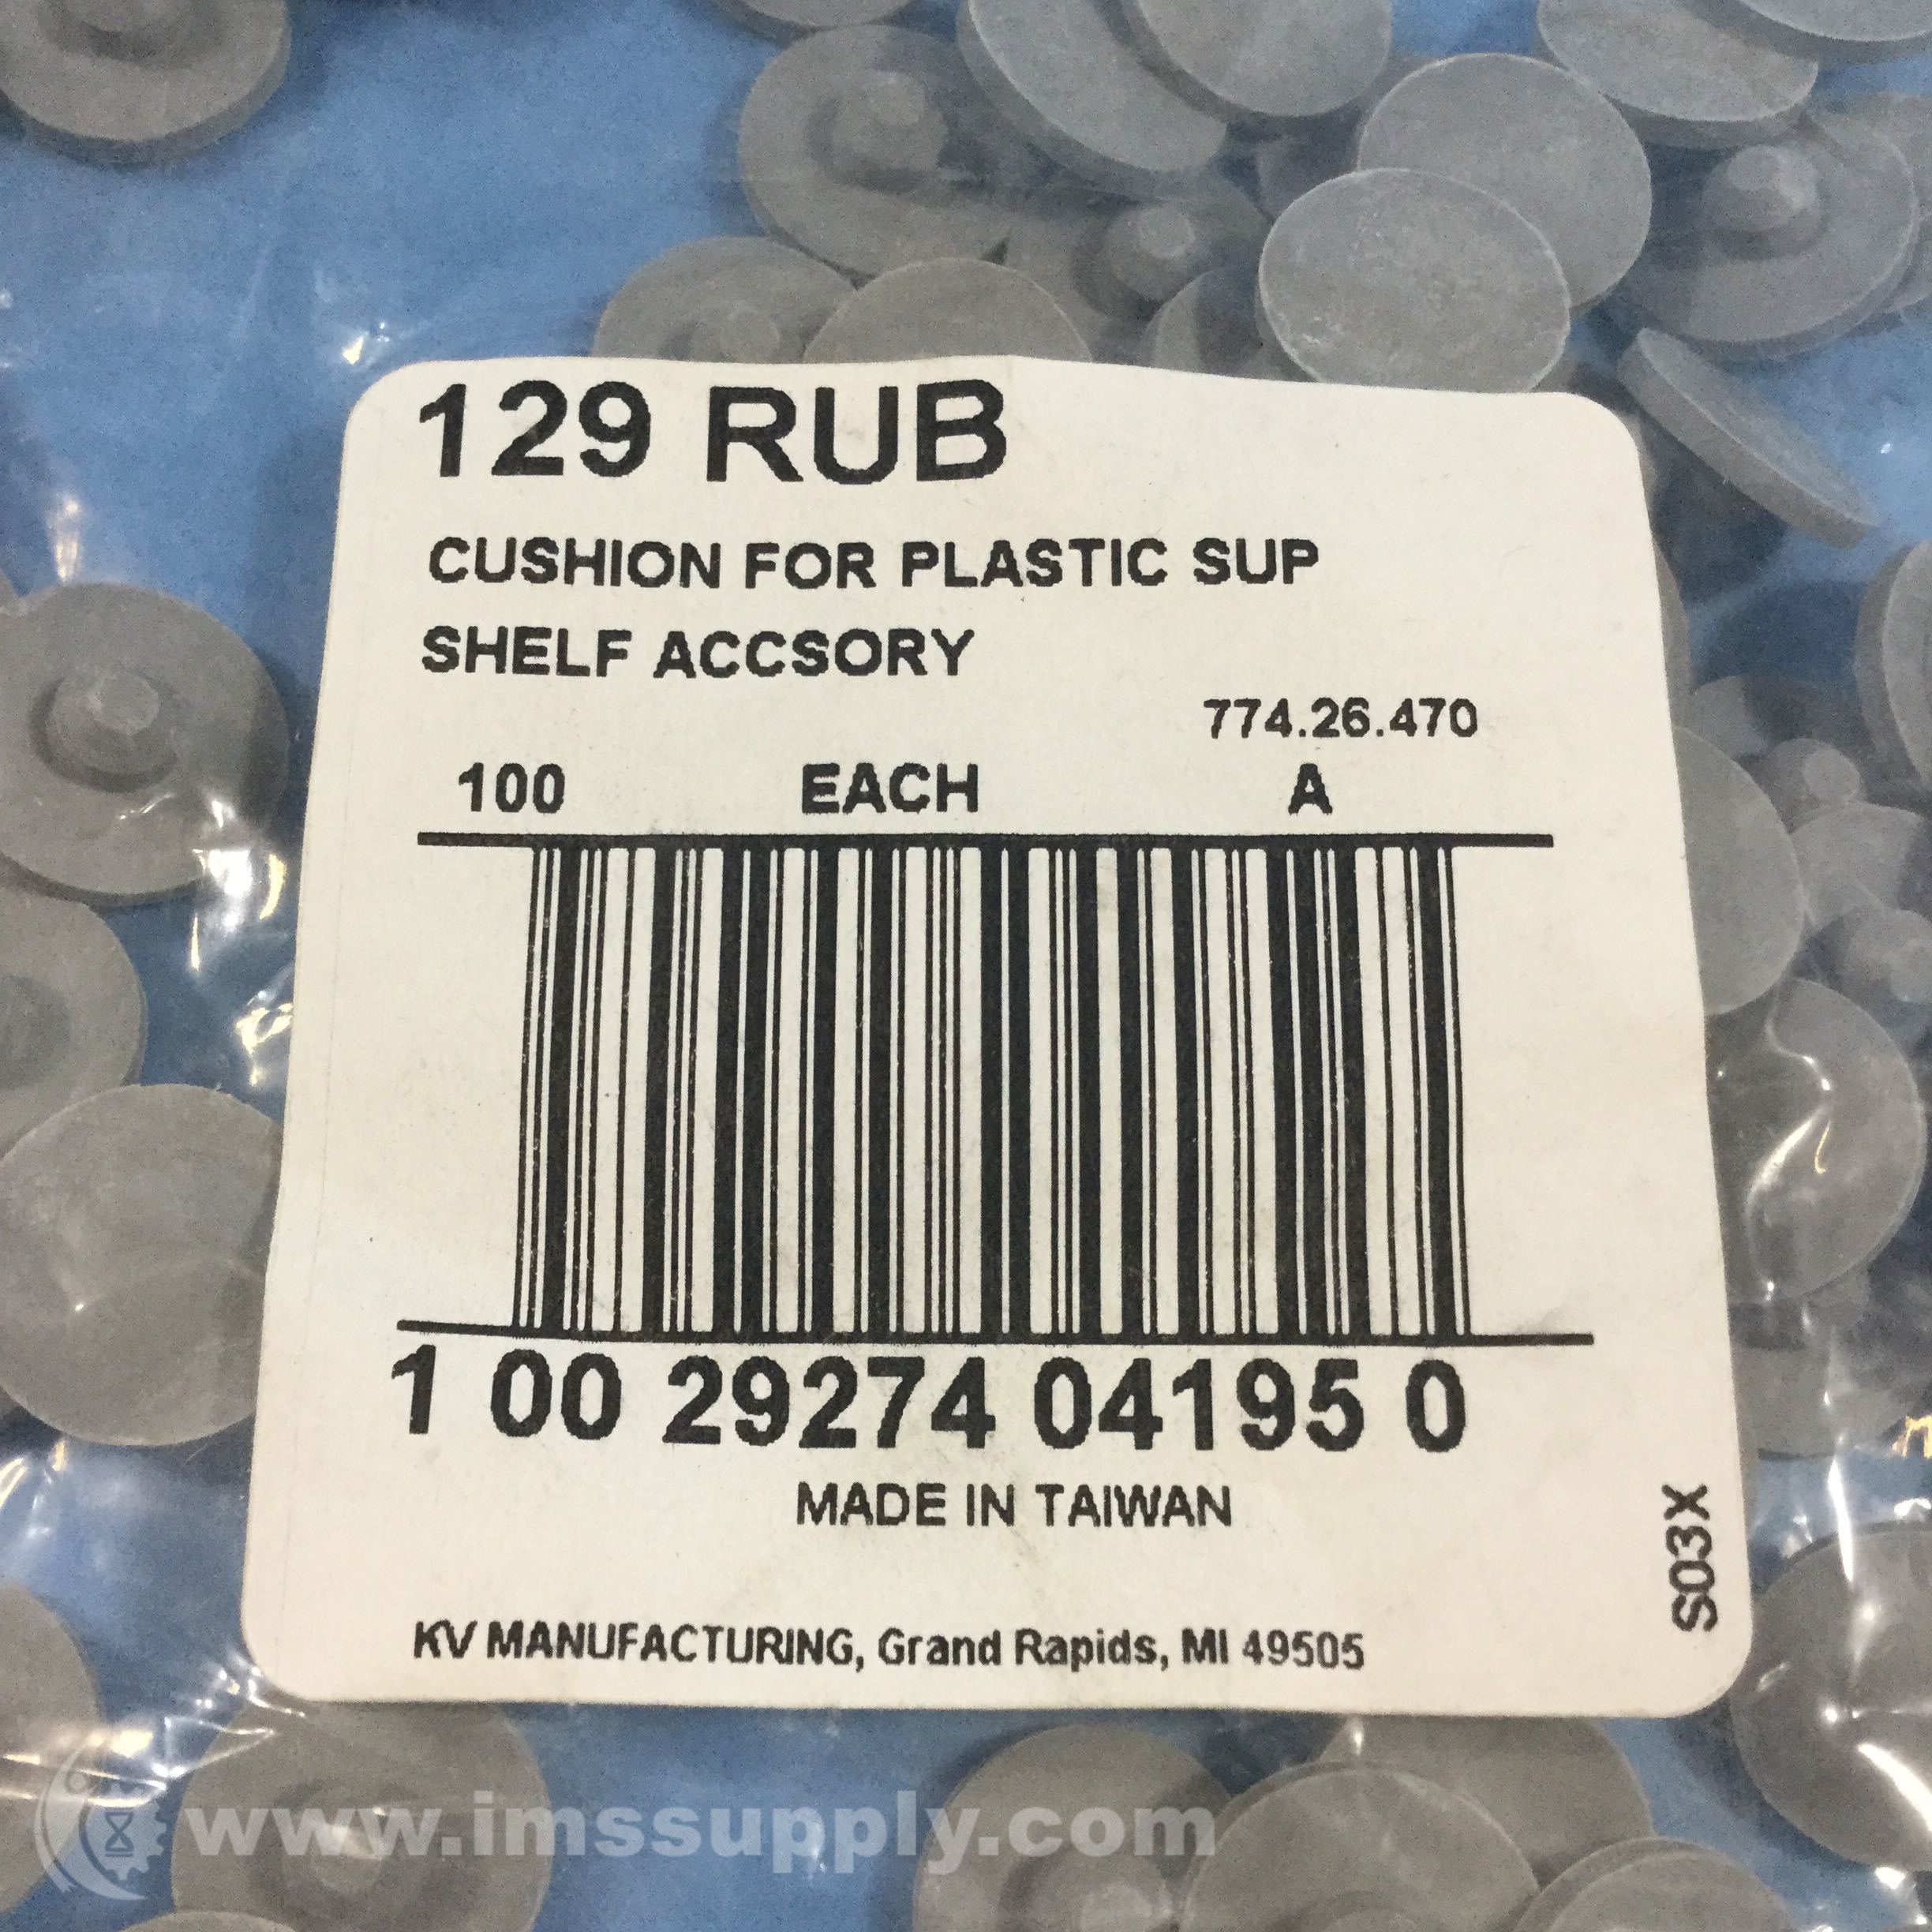 129 RUB
CUSHION FOR PLASTIC SUP
SHELF ACCSORY
774.26.470
100 EACH A
1 00 29274 04195 0
MADE IN TAIWAN
S03X
KV MANUFACTURING, Grand Rapids, MI 49505
www.imssupply.com